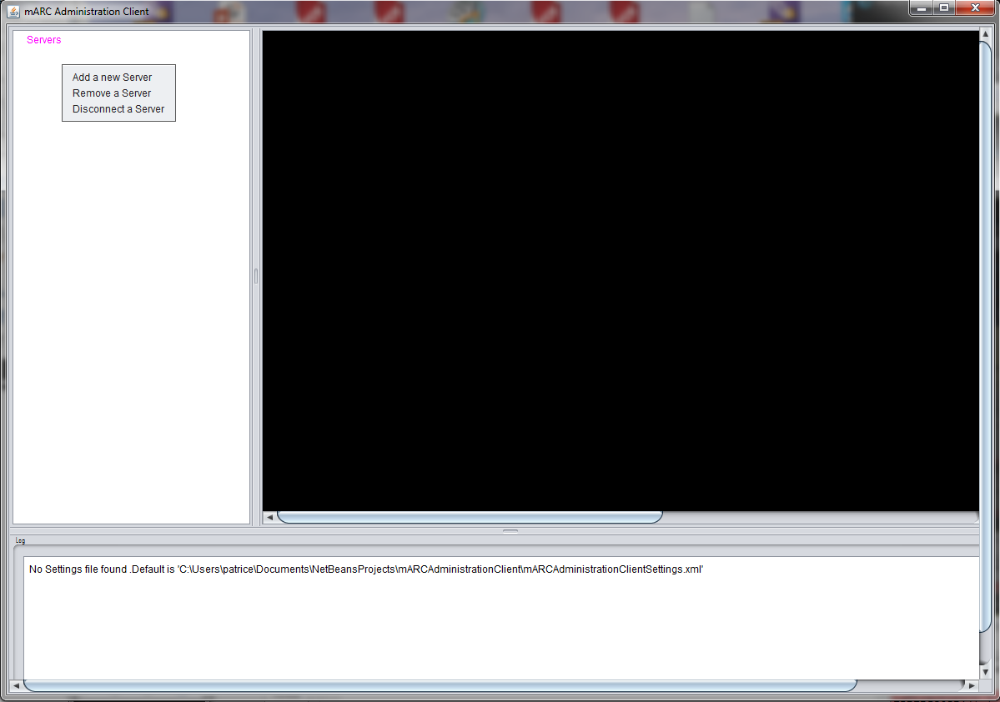 mARC Administration Client
Servers
Add a new Server
Remove a Server
Disconnect a Server
Log
No Settings file found .Default is 'C:\Users\patrice\Documents\NetBeansProjects\mARCAdministrationClient\mARCAdministrationClientSettings.xml'